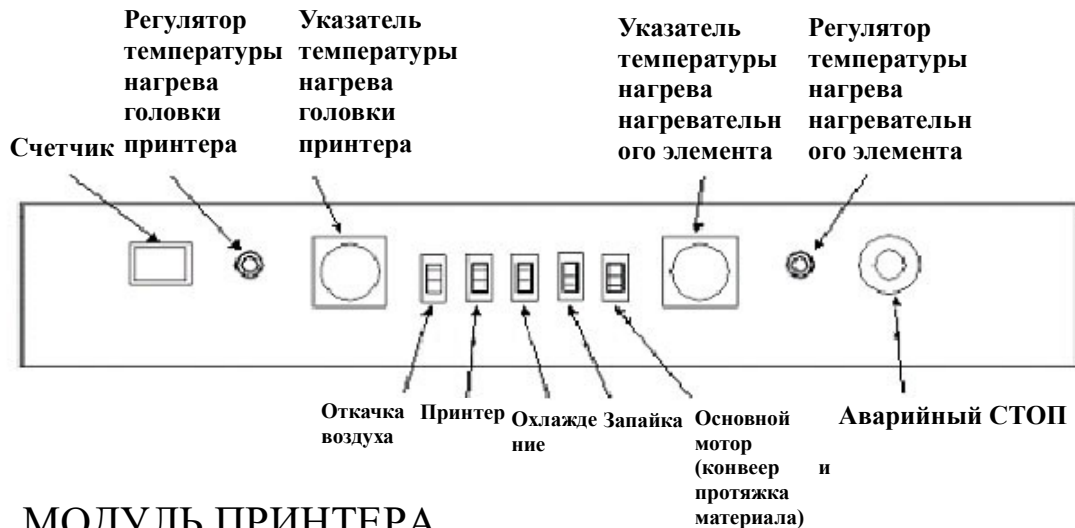 Регулятор
температуры
нагрева
головки
принтера
Указатель
температуры
нагрева
головки
принтера
Указатель
температуры
нагрева
нагревательн
ого элемента
Регулятор
температуры
нагрева
нагревательн
ого элемента
Счетчик
Откачка
воздуха
Принтер
Охлажде
ние
Запайка
Основной
мотор
(конвеер и
протяжка
материала)
Аварийный СТОП
МОДУЛЬ ПРИНТЕРА